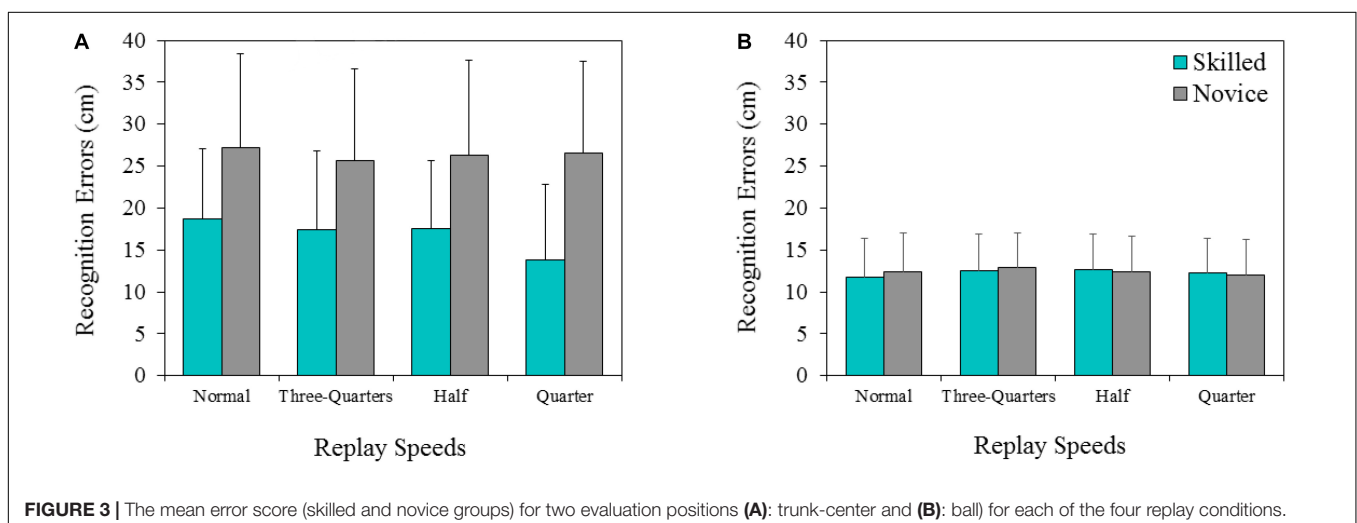 A
40
35
30
25
20
15
10
5
0
Recognition Errors (cm)
Normal
Three-Quarters
Half
Quarter
Replay Speeds
B
40
35
30
25
20
15
10
5
0
Recognition Errors (cm)
Skilled
Novice
Normal
Three-Quarters
Half
Quarter
Replay Speeds
FIGURE 3 | The mean error score (skilled and novice groups) for two evaluation positions (A): trunk-center and (B): ball) for each of the four replay conditions.